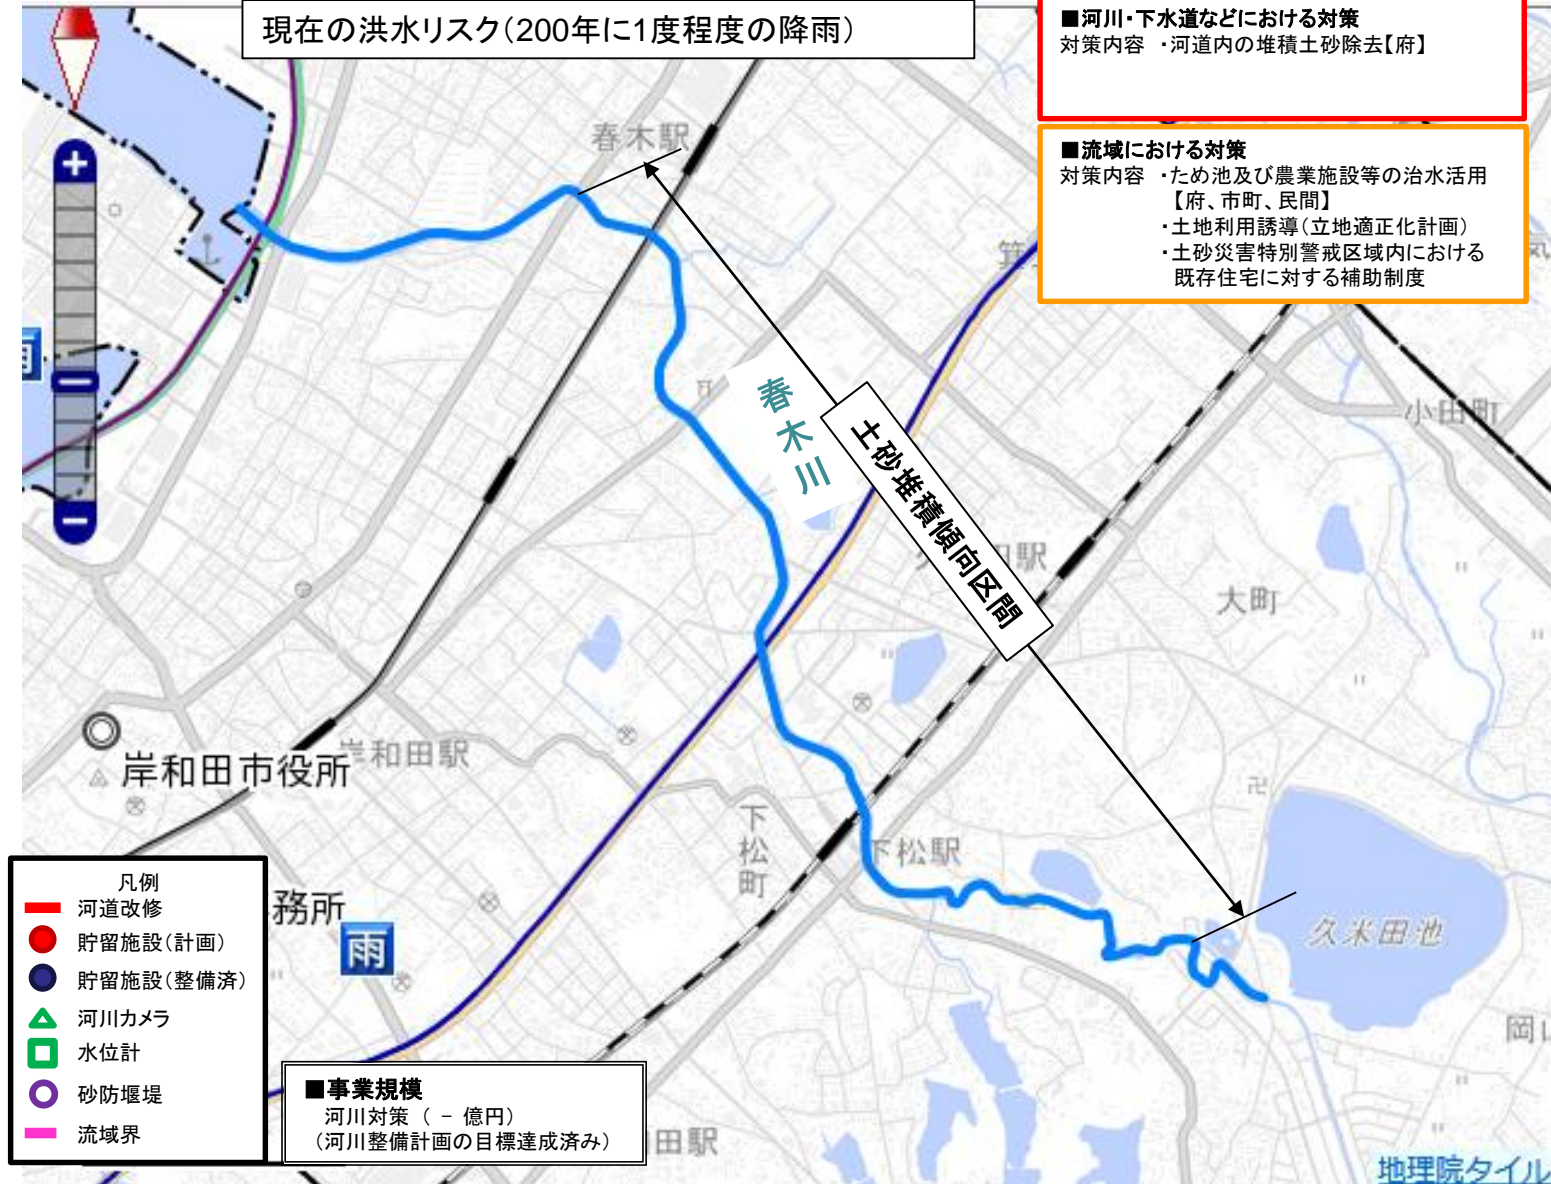 現在の洪水リスク(200年に1度程度の降雨)
■河川・下水道などにおける対策
対策内容 ・河道内の堆積土砂除去【府】
■流域における対策
対策内容 ・ため池及び農業施設等の治水活用
【府、市町、民間】
・土地利用誘導(立地適正化計画)
・土砂災害特別警戒区域内における
既存住宅に対する補助制度
春木駅
春木川
土砂堆積傾向区間
小田町
田駅
大町
岸和田市役所
岸和田駅
下松町
下松駅
久米田池
務所
雨
凡例
河道改修
貯留施設(計画)
貯留施設(整備済)
河川カメラ
水位計
砂防堰堤
流域界
■事業規模
河川対策 ( - 億円)
(河川整備計画の目標達成済み)
田駅
地理院タイル